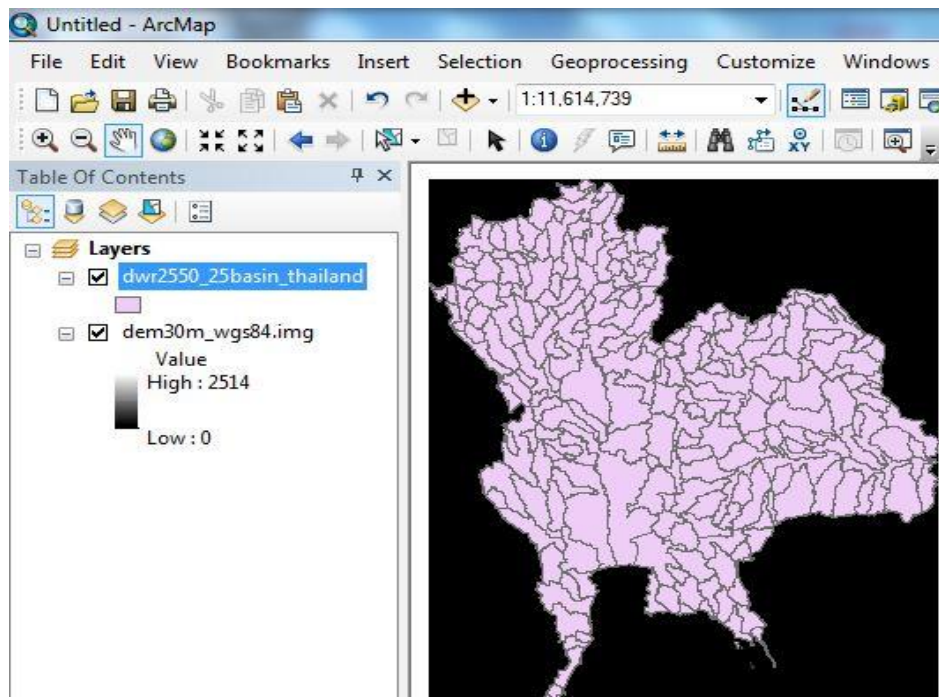 Untitled - ArcMap
File Edit View Bookmarks Insert Selection Geoprocessing Customize Windows
1:11,614,739
Table Of Contents
Layers
dwr2550_25basin_thailand
dem30m_wgs84.img
Value
High : 2514
Low : 0